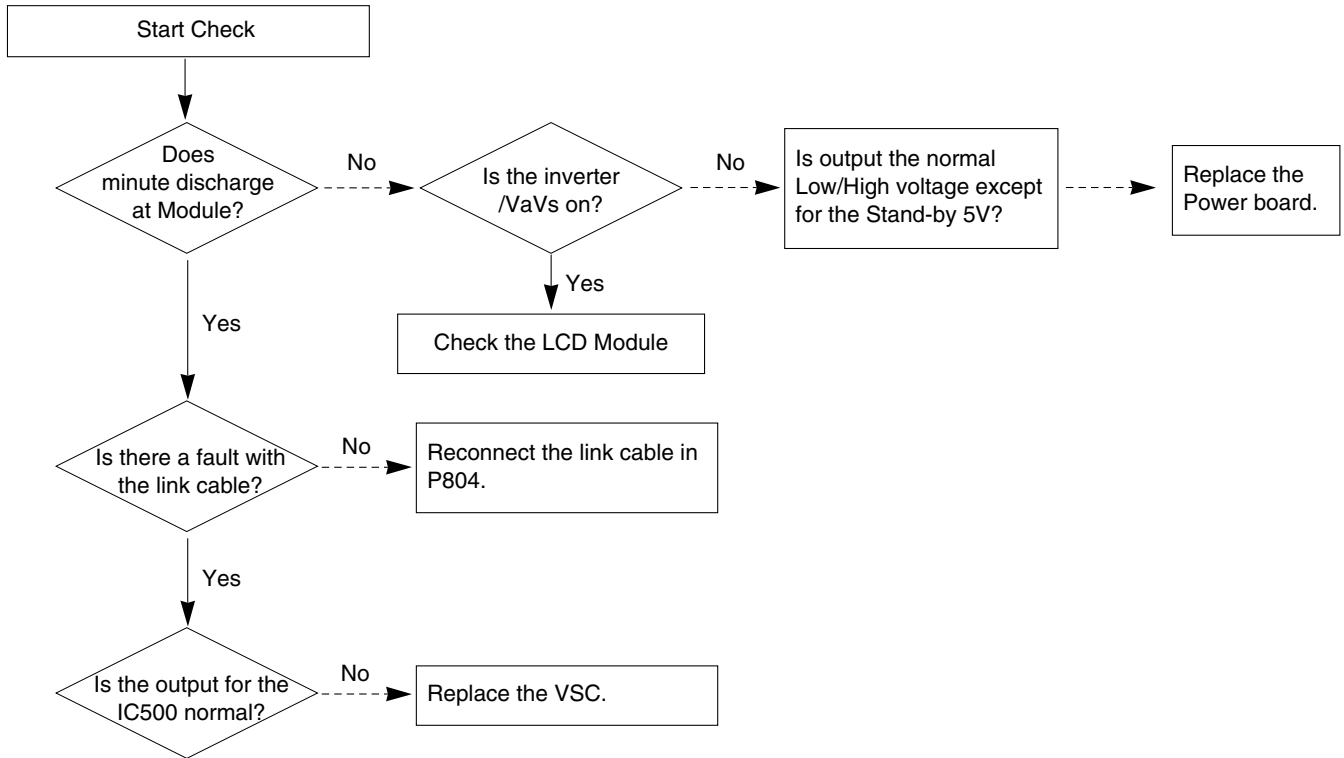 Start Check
Does
minute discharge
at Module?
No
Is the inverter
/VaVs on?
No
Is output the normal
Low/High voltage except
for the Stand-by 5V?
Replace the
Power board.
Yes
Check the LCD Module
Yes
Is there a fault with
the link cable?
No
Reconnect the link cable in
P804.
Yes
Is the output for the
IC500 normal?
No
Replace the VSC.